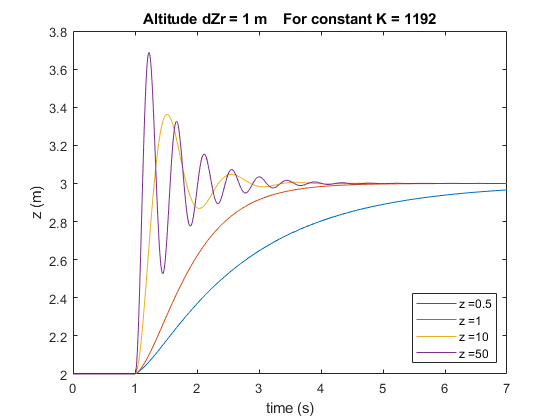 Altitude dZr = 1 m    For constant K = 1192
3.8
3.6
3.4
3.2
3
2.8
2.6
2.4
2.2
2
z (m)
z =0.5
z =1
z =10
z =50
0 1 2 3 4 5 6 7
time (s)